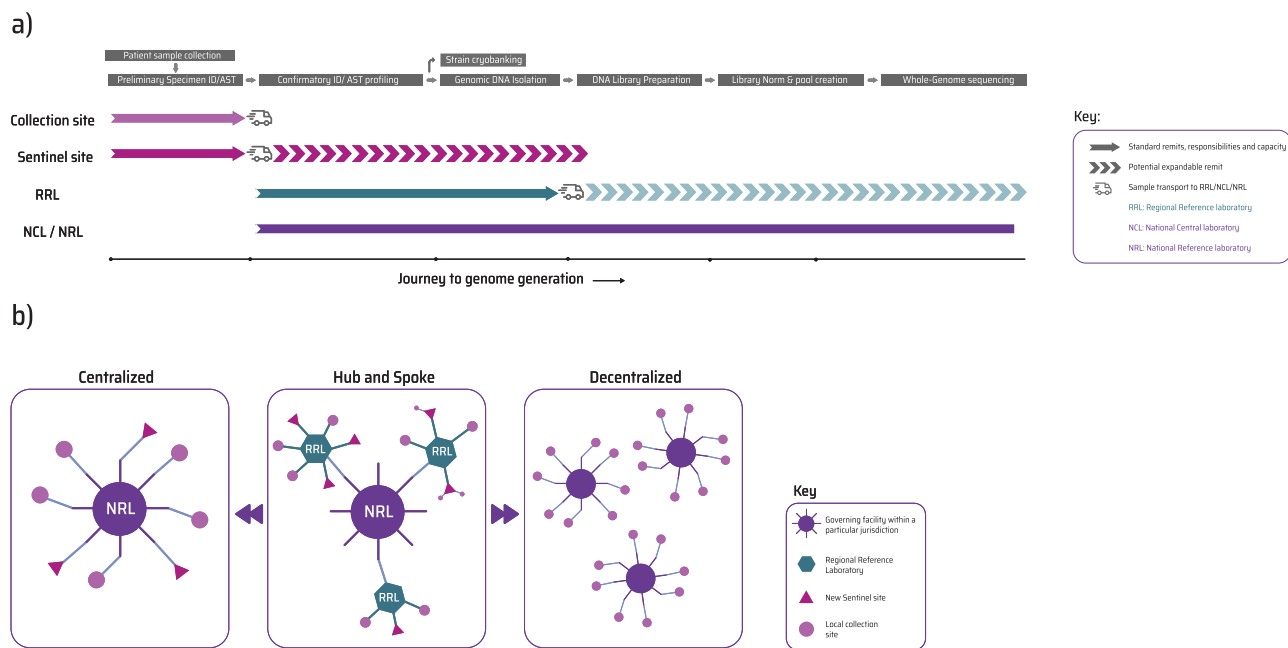 a)
Patient sample collection
Strain cryobanking
Preliminary Specimen ID/AST
Confirmatory ID/ AST profiling
Genomic DNA Isolation
DNA Library Preparation
Library Norm & pool creation
Whole-Genome sequencing
Collection site
Sentinel site
RRL
NCL / NRL
Journey to genome generation
Key:
Standard remits, responsibilities and capacity
Potential expandable remit
Sample transport to RRL/NCL/NRL
RRL: Regional Reference laboratory
NCL: National Central laboratory
NRL: National Reference laboratory
b)
Centralized
NRL
Hub and Spoke
RRL
RRL
NRL
RRL
Decentralized
Key
Governing facility within a
particular jurisdiction
Regional Reference
Laboratory
New Sentinel site
Local collection
site